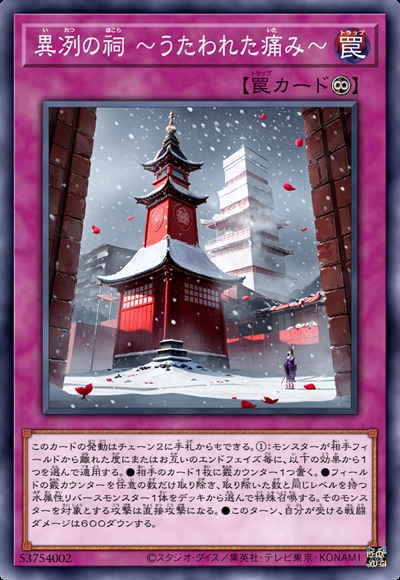 異冽の祠 ~うたわれた痛み~ 罠
【罠カード】
このカードの発動はチェーン2に手札からもできる。①:モンスターが相手フィ
ールドから離れた度にまたはお互いのエンドフェイズ毎に、以下の効果から1
つを選んで適用する。●相手のカード1枚に霰カウンター1つ置く。●フィール
ドの霰カウンターを任意の数だけ取り除き、取り除いた数と同じレベルを持つ
水属性リバースモンスター1体をデッキから選んで特殊召喚する。そのモンス
ターを対象とする攻撃は直接攻撃になる。●このターン、自分が受ける戦闘
ダメージは600ダウンする。
53754002 ©スタジオ・ダイス/集英社・テレビ東京・KONAMI